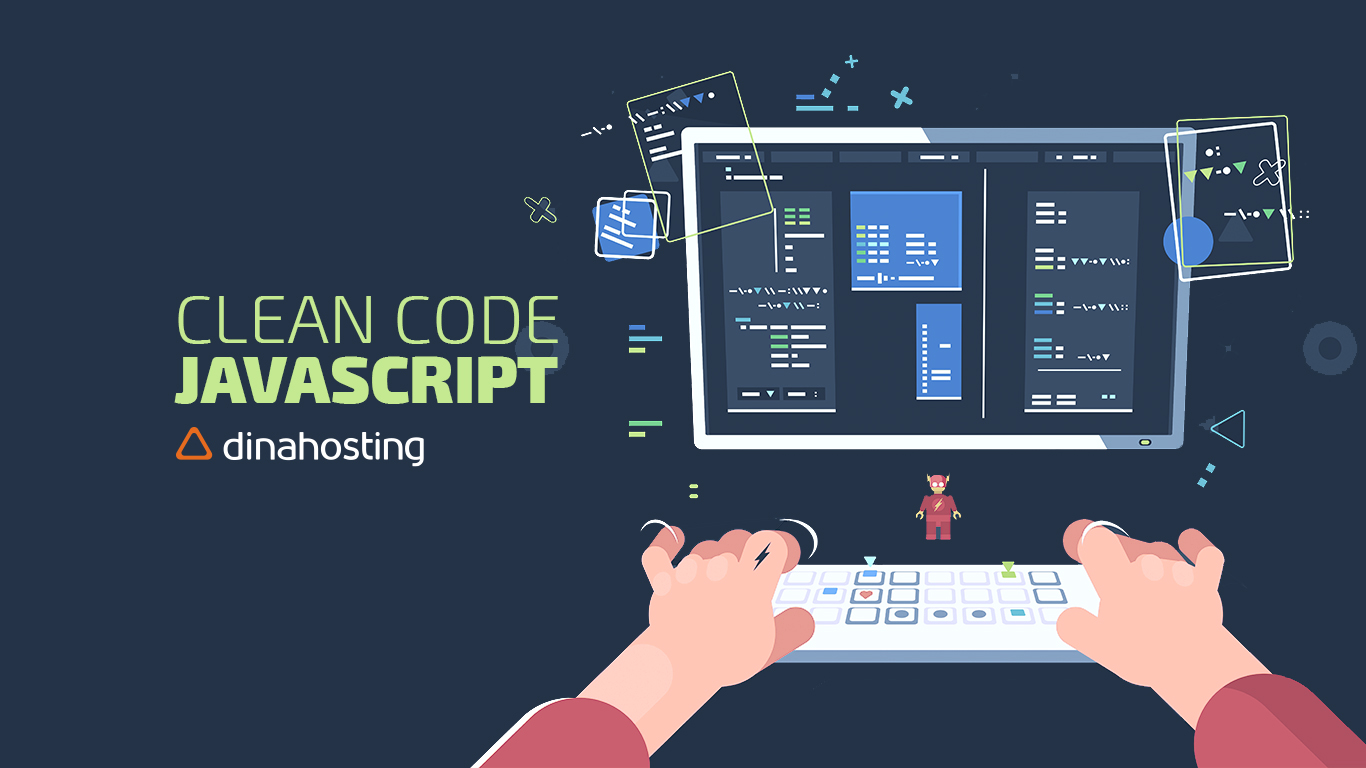 CLEAN CODE
JAVASCRIPT
dinahosting